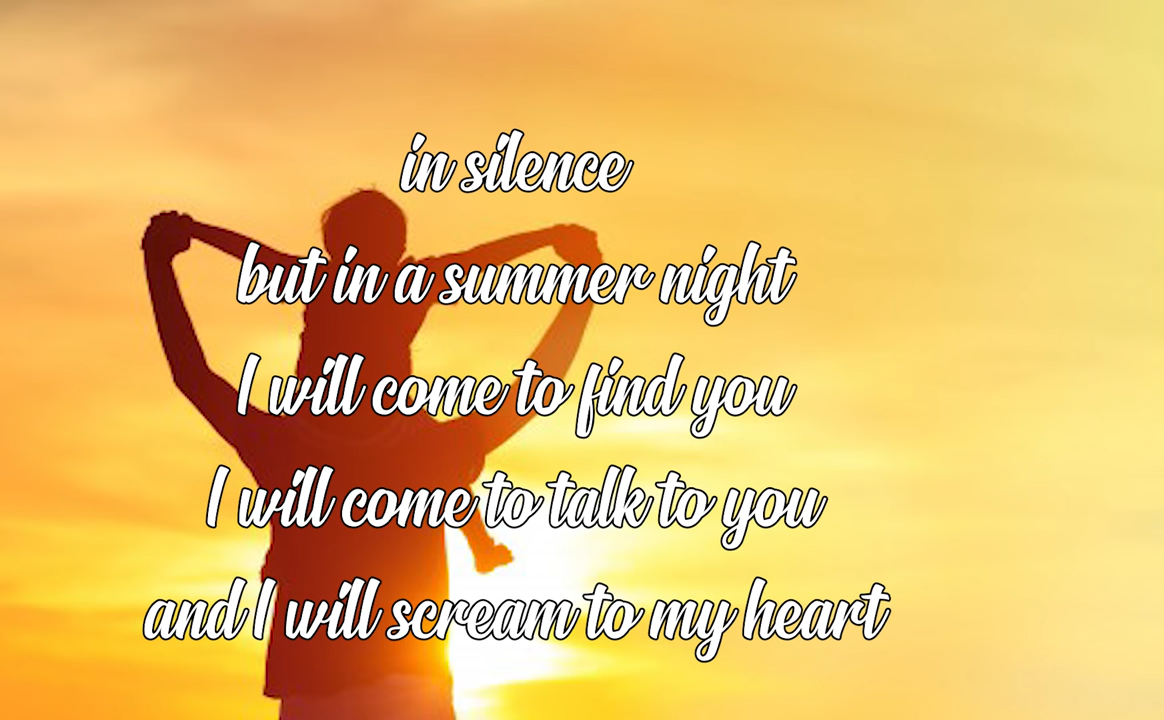 in silence
but in a summer night
I will come to find you
I will come to talk to you
and I will scream to my heart